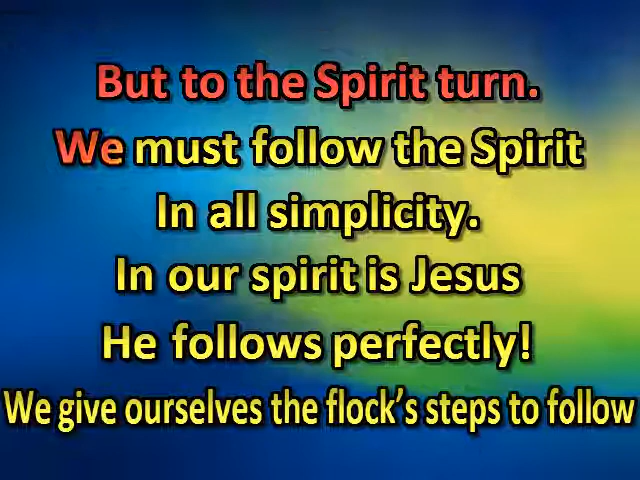 But to the Spirit turn.
We must follow the Spirit
In all simplicity.
In our spirit is Jesus
He follows perfectly!
We give ourselves the flock's steps to follow